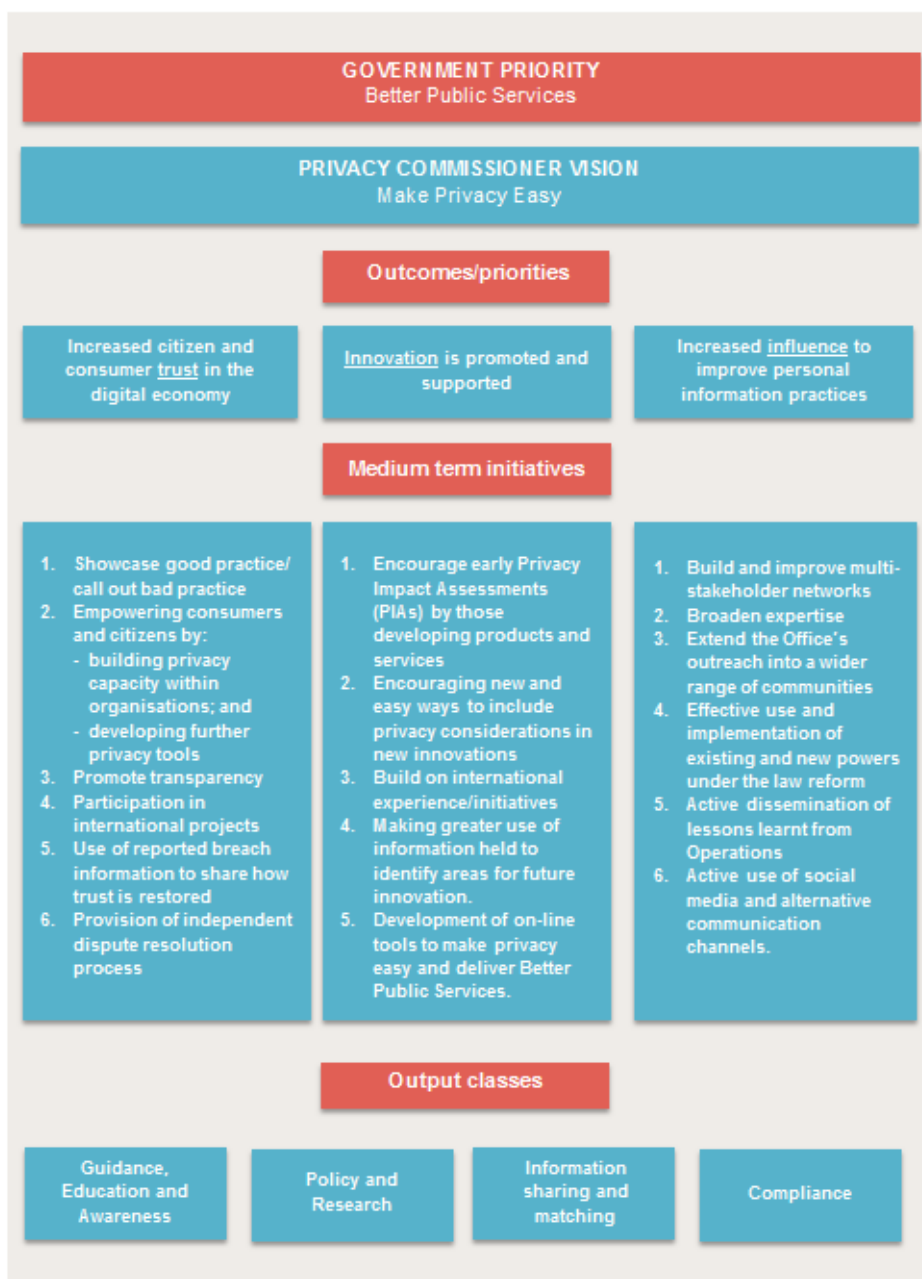 GOVERNMENT PRIORITY
Better Public Services
PRIVACY COMMISSIONER VISION
Make Privacy Easy
Outcomes/priorities
Increased citizen and
consumer trust in the
digital economy
Innovation is promoted and
supported
Increased influence to
improve personal
information practices
Medium term initiatives
1. Showcase good practice/
call out bad practice
2. Empowering consumers
and citizens by:
- building privacy
capacity within
organisations; and
- developing further
privacy tools
3. Promote transparency
4. Participation in
international projects
5. Use of reported breach
information to share how
trust is restored
6. Provision of independent
dispute resolution
process
1. Encourage early Privacy
Impact Assessments
(PIAs) by those
developing products and
services
2. Encouraging new and
easy ways to include
privacy considerations in
new innovations
3. Build on international
experience/initiatives
4. Making greater use of
information held to
identify areas for future
innovation.
5. Development of on-line
tools to make privacy
easy and deliver Better
Public Services.
1. Build and improve multi-
stakeholder networks
2. Broaden expertise
3. Extend the Office's
outreach into a wider
range of communities
4. Effective use and
implementation of
existing and new powers
under the law reform
5. Active dissemination of
lessons learnt from
Operations
6. Active use of social
media and alternative
communication
channels.
Output classes
Guidance,
Education and
Awareness
Policy and
Research
Information
sharing and
matching
Compliance